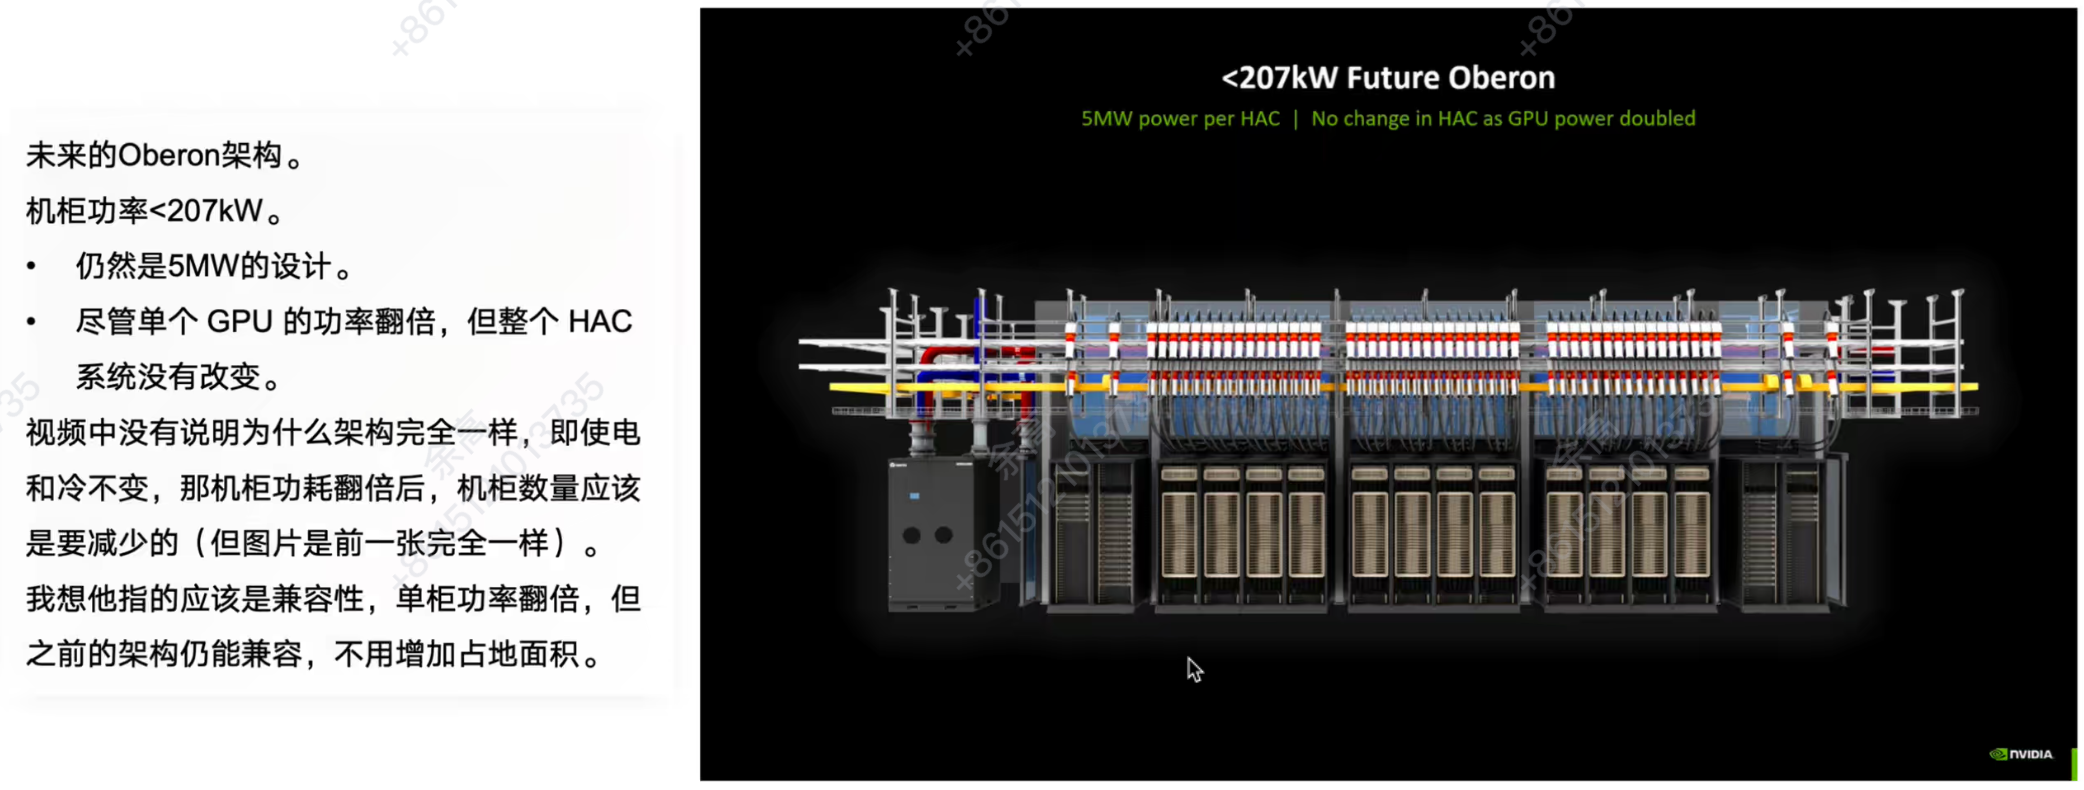 未来的Oberon架构。
机柜功率<207kW。
• 仍然是5MW的设计。
• 尽管单个 GPU 的功率翻倍，但整个 HAC
系统没有改变。
视频中没有说明为什么架构完全一样，即使电
和冷不变，那机柜功耗翻倍后，机柜数量应该
是要减少的（但图片是前一张完全一样）。
我想他指的应该是兼容性，单柜功率翻倍，但
之前的架构仍能兼容，不用增加占地面积。
<207kW Future Oberon
5MW power per HAC | No change in HAC as GPU power doubled
NVIDIA